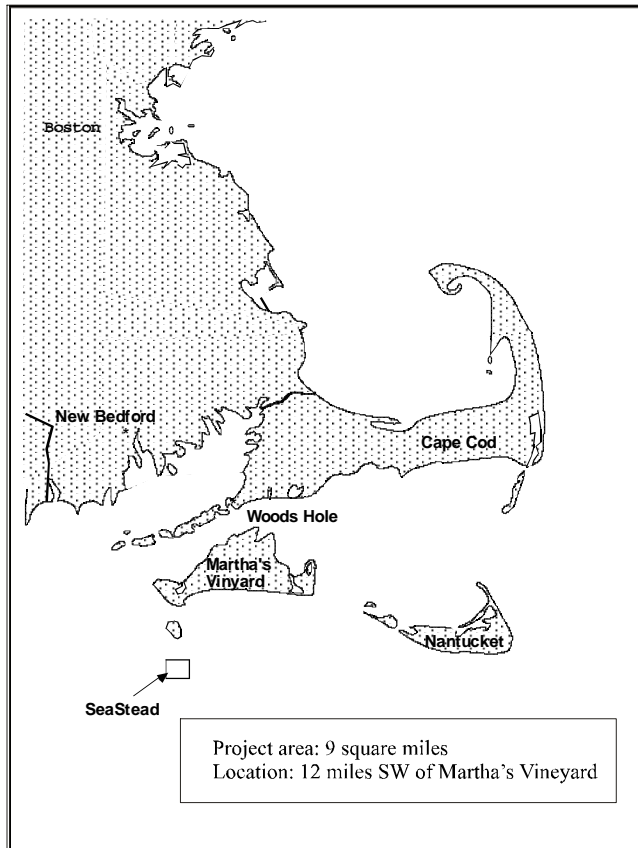 Boston
New Bedford
*
Cape Cod
Woods Hole
Martha's
Vinyard
Nantucket
SeaStead
Project area: 9 square miles
Location: 12 miles SW of Martha’s Vineyard